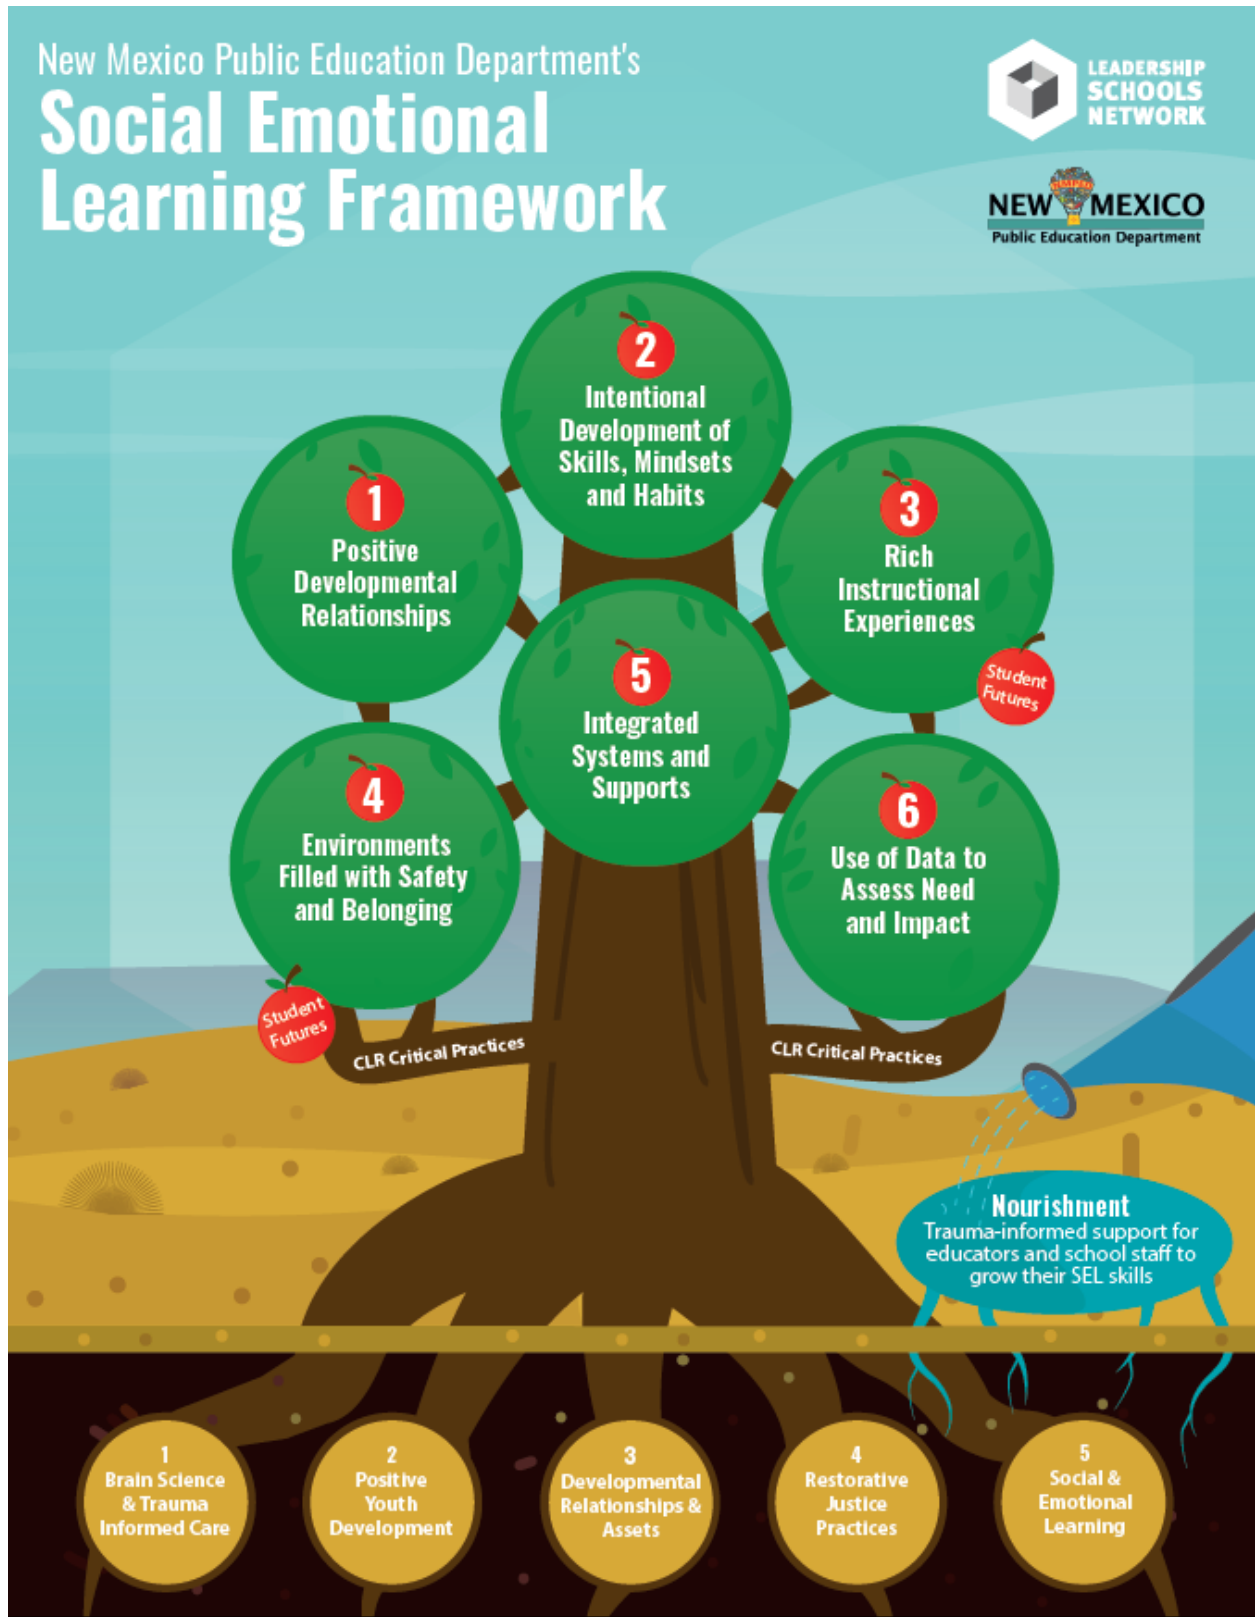 New Mexico Public Education Department's
Social Emotional
Learning Framework
LEADERSHIP
SCHOOLS
NETWORK
NEW MEXICO
Public Education Department
2
Intentional
Development of
Skills, Mindsets
and Habits
1
Positive
Developmental
Relationships
3
Rich
Instructional
Experiences
Student
Futures
5
Integrated
Systems and
Supports
4
Environments
Filled with Safety
and Belonging
Student
Futures
6
Use of Data to
Assess Need
and Impact
CLR Critical Practices
CLR Critical Practices
Nourishment
Trauma-informed support for
educators and school staff to
grow their SEL skills
1
Brain Science
& Trauma
Informed Care
2
Positive
Youth
Development
3
Developmental
Relationships &
Assets
4
Restorative
Justice
Practices
5
Social &
Emotional
Learning